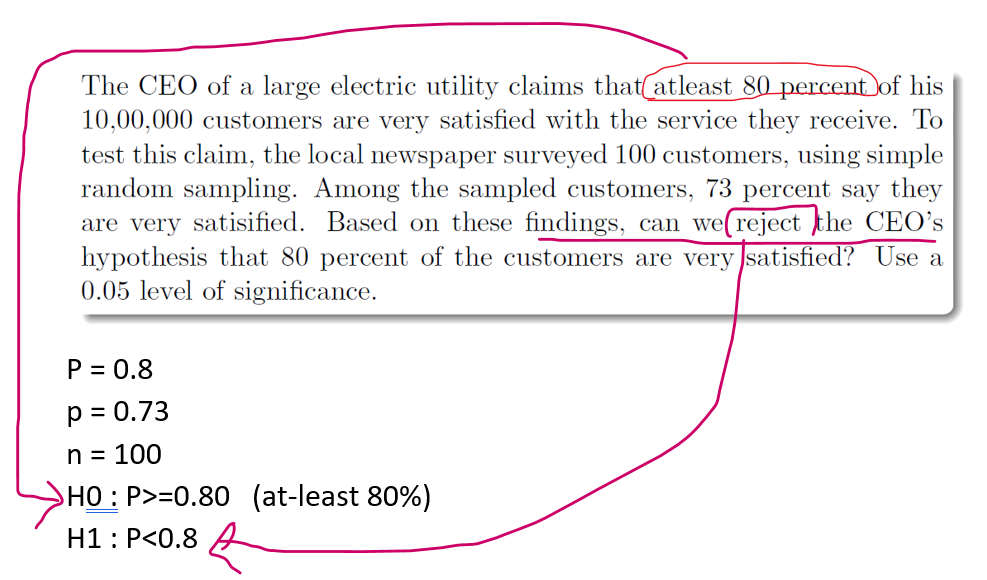 The CEO of a large electric utility claims that atleast 80 percent of his
10,00,000 customers are very satisfied with the service they receive. To
test this claim, the local newspaper surveyed 100 customers, using simple
random sampling. Among the sampled customers, 73 percent say they
are very satisified. Based on these findings, can we reject the CEO's
hypothesis that 80 percent of the customers are very satisfied? Use a
0.05 level of significance.
P = 0.8
p = 0.73
n = 100
H0 : P>=0.80 (at-least 80%)
H1 : P<0.8